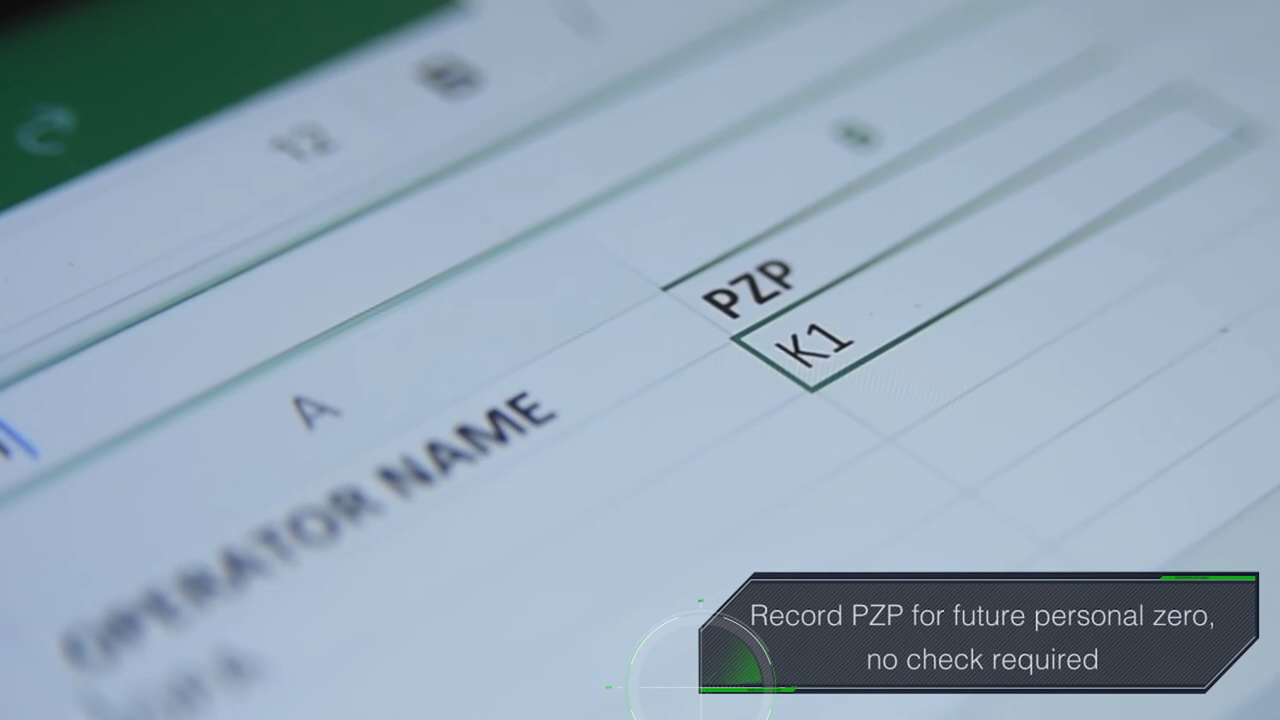 12
B
A
PZP
K1
OPERATOR NAME
Record PZP for future personal zero,
no check required